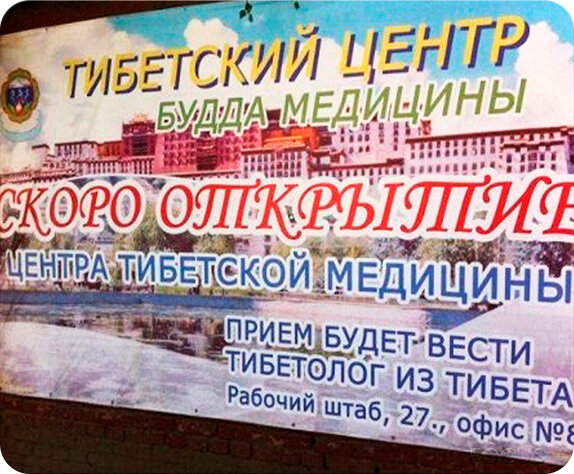 ТИБЕТСКИЙ ЦЕНТР
БУДДА МЕДИЦИНЫ
СКОРО ОТКРЫТИЕ
ЦЕНТРА ТИБЕТСКОЙ МЕДИЦИНЫ
ПРИЕМ БУДЕТ ВЕСТИ
ТИБЕТОЛОГ ИЗ ТИБЕТА
Рабочий штаб, 27., офис №8